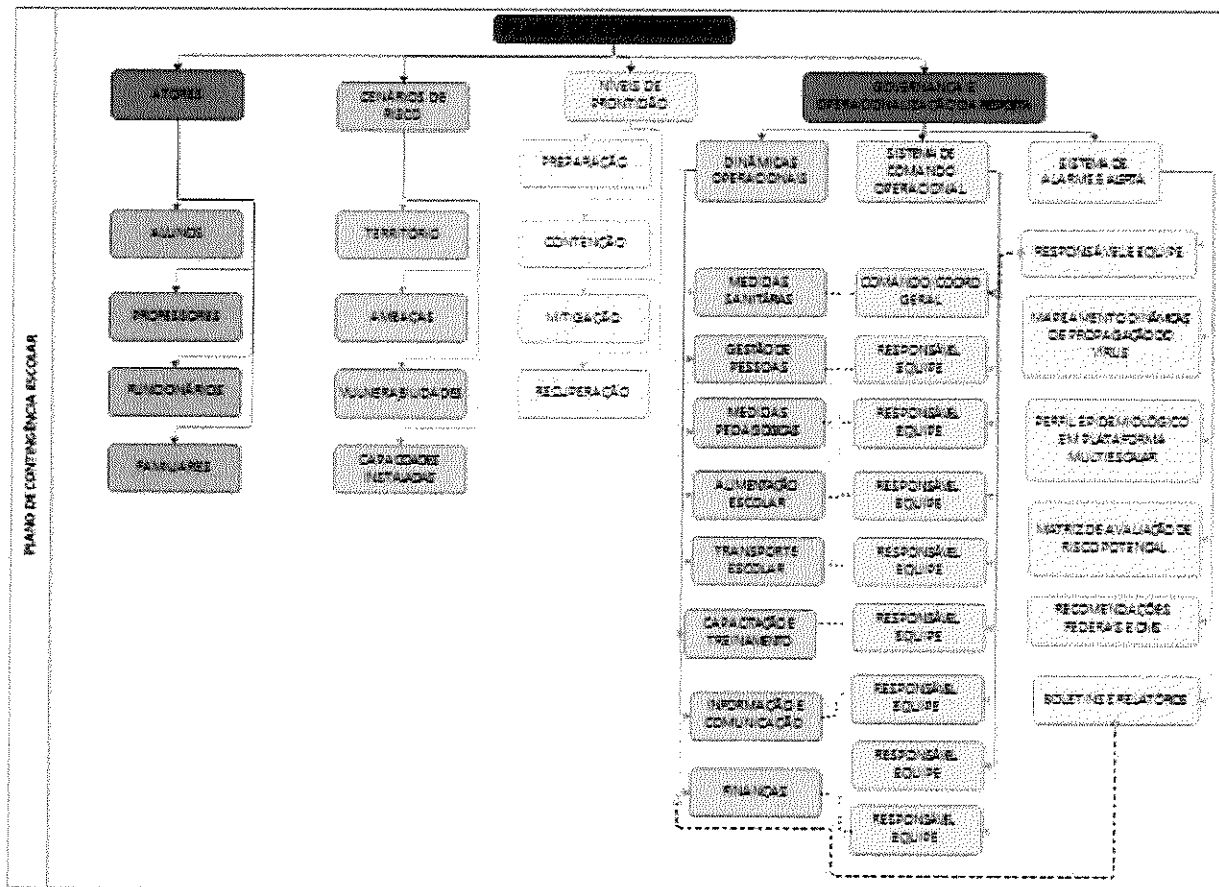 PLANO DE CONTINGÊNCIA ESCOLAR
ATORES
ALUNOS
PROFESSORES
FUNCIONÁRIOS
FAMILIARES
CENÁRIOS DE
RISCO
TERRITÓRIO
AMEAÇAS
VULNERABILIDADES
CAPACIDADES
INSTALADAS
NÍVEIS DE
PRONTIDÃO
PREPARAÇÃO
CONTENÇÃO
MITIGAÇÃO
RECUPERAÇÃO
GOVERNANÇA E
OPERACIONALIZAÇÃO DA RESPOSTA
DINÂMICAS
OPERACIONAIS
MEDIDAS
SANITÁRAS
GESTÃO DE
PESSOAS
MEDIDAS
PEDAGÓGICAS
ALIMENTAÇÃO
ESCOLAR
TRANSPORTE
ESCOLAR
CAPACITAÇÃO E
TREINAMENTO
INFORMAÇÃO E
COMUNICAÇÃO
FINANÇAS
SISTEMA DE
COMANDO
OPERACIONAL
COMANDO/COORD
GERAL
RESPONSÁVEL
EQUIPE
RESPONSÁVEL
EQUIPE
RESPONSÁVEL
EQUIPE
RESPONSÁVEL
EQUIPE
RESPONSÁVEL
EQUIPE
RESPONSÁVEL
EQUIPE
RESPONSÁVEL
EQUIPE
RESPONSÁVEL
EQUIPE
SISTEMA DE
ALARME E ALERTA
RESPONSÁVEL E EQUIPE
MAPEAMENTO DINÂMICAS
DE PROPAGAÇÃO DO
VÍRUS
PERFIL EPIDEMIOLÓGICO
EM PLATAFORMA
MULTIESCOLAR
MATRIZ DE AVALIAÇÃO DE
RISCO POTENCIAL
RECOMENDAÇÕES
FEDERAIS E OMS
BOLETINS E RELATÓRIOS